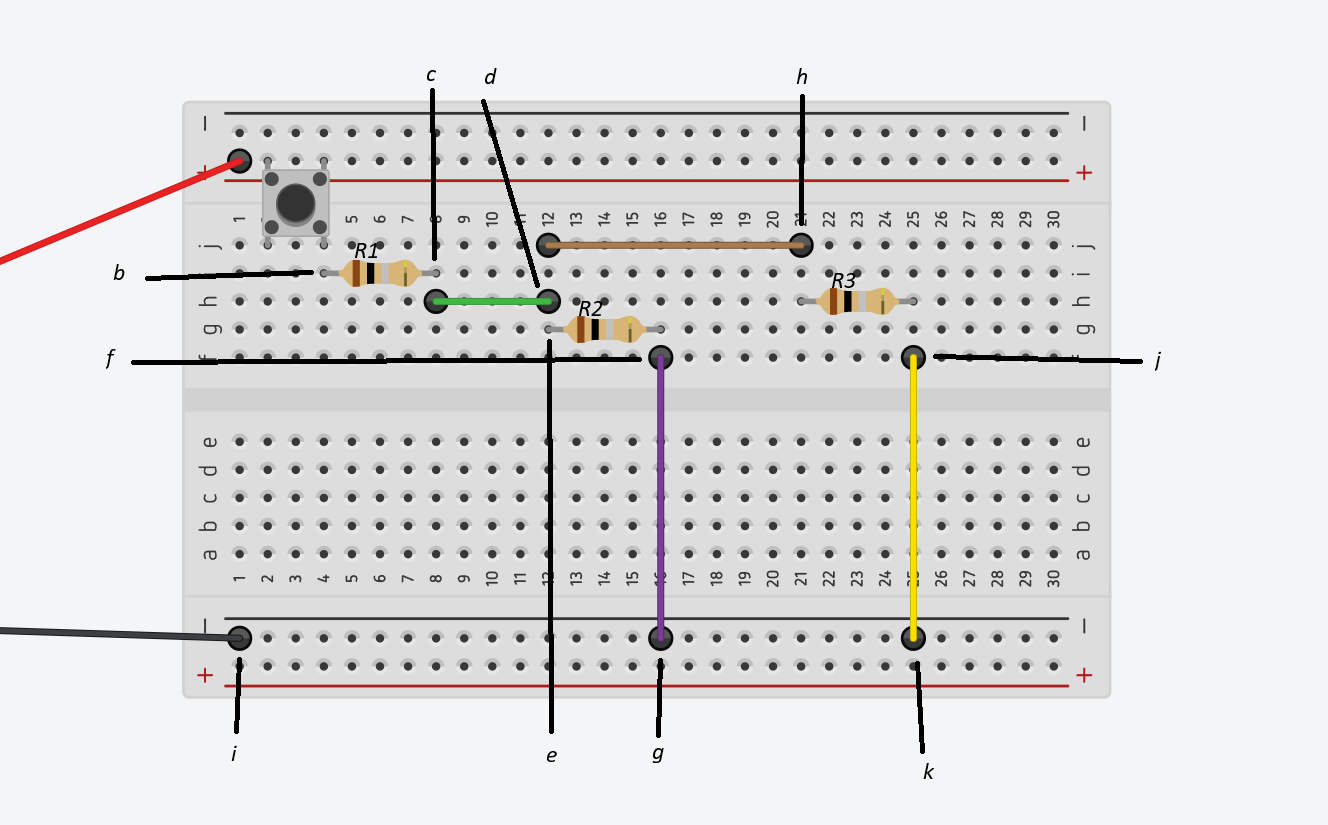 c d h
| |
+ +
1 5 6 7 8 9 10 11 12 13 14 15 16 17 18 19 20 21 22 23 24 25 26 27 28 29 30
j j
R1
b i
R3
h h
R2
g g
f f j
e e
d d
c c
b b
a a
1 2 3 4 5 6 7 8 9 10 11 12 13 14 15 16 17 18 19 20 21 22 23 24 25 26 27 28 29 30
| |
+ +
i e g
k